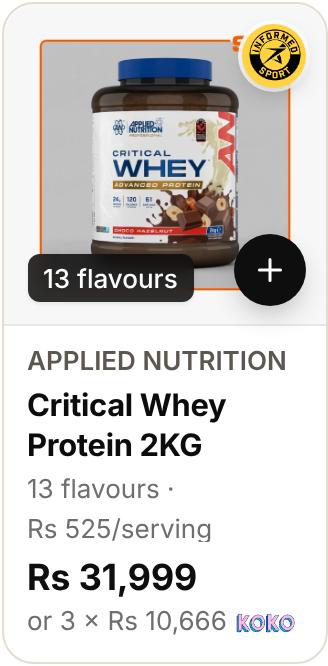 INFORMED
SPORT
APPLIED
NUTRITION
CRITICAL
WHEY
ADVANCED PROTEIN
CHOCO HAZELNUT
13 flavours
+
APPLIED NUTRITION
Critical Whey
Protein 2KG
13 flavours ·
Rs 525/serving
Rs 31,999
or 3 × Rs 10,666 KOKO